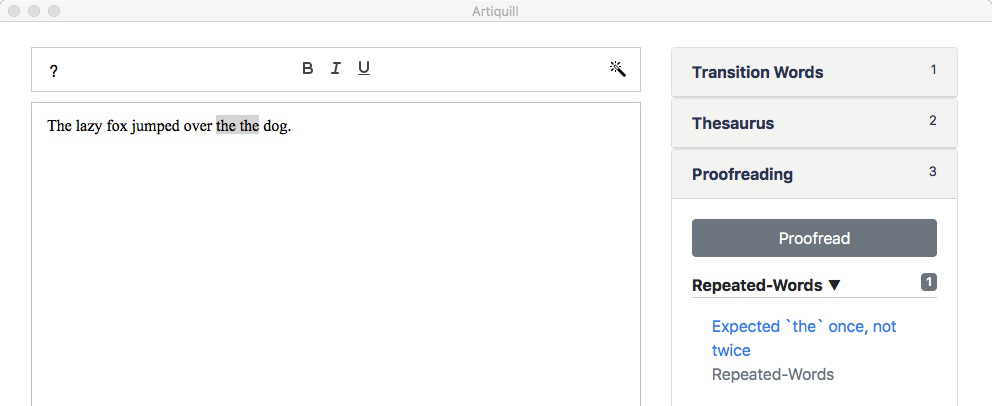 Artiquill
?
B I U
The lazy fox jumped over the the dog.
Transition Words 1
Thesaurus 2
Proofreading 3
Proofread
Repeated-Words ▼ 1
Expected `the` once, not
twice
Repeated-Words